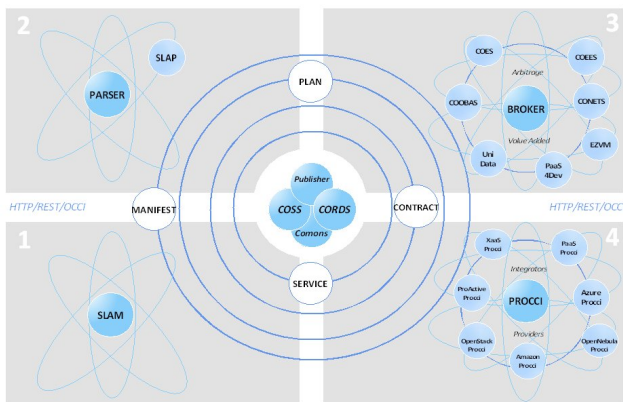 2
SLAP
PARSER
PLAN
3
COES
COEES
Arbitrage
COOBAS
BROKER
CONETS
Value Added
Uni
Data
PaaS
4Dev
EZVM
HTTP/REST/OCCI
MANIFEST
Publisher
COSS
CORDS
Comons
CONTRACT
HTTP/REST/OCCI
1
SLAM
SERVICE
4
XaaS
Procci
PaaS
Procci
Integrators
ProActive
Procci
PROCCI
Azure
Procci
Providers
OpenStack
Procci
Amazon
Procci
OpenNebula
Procci